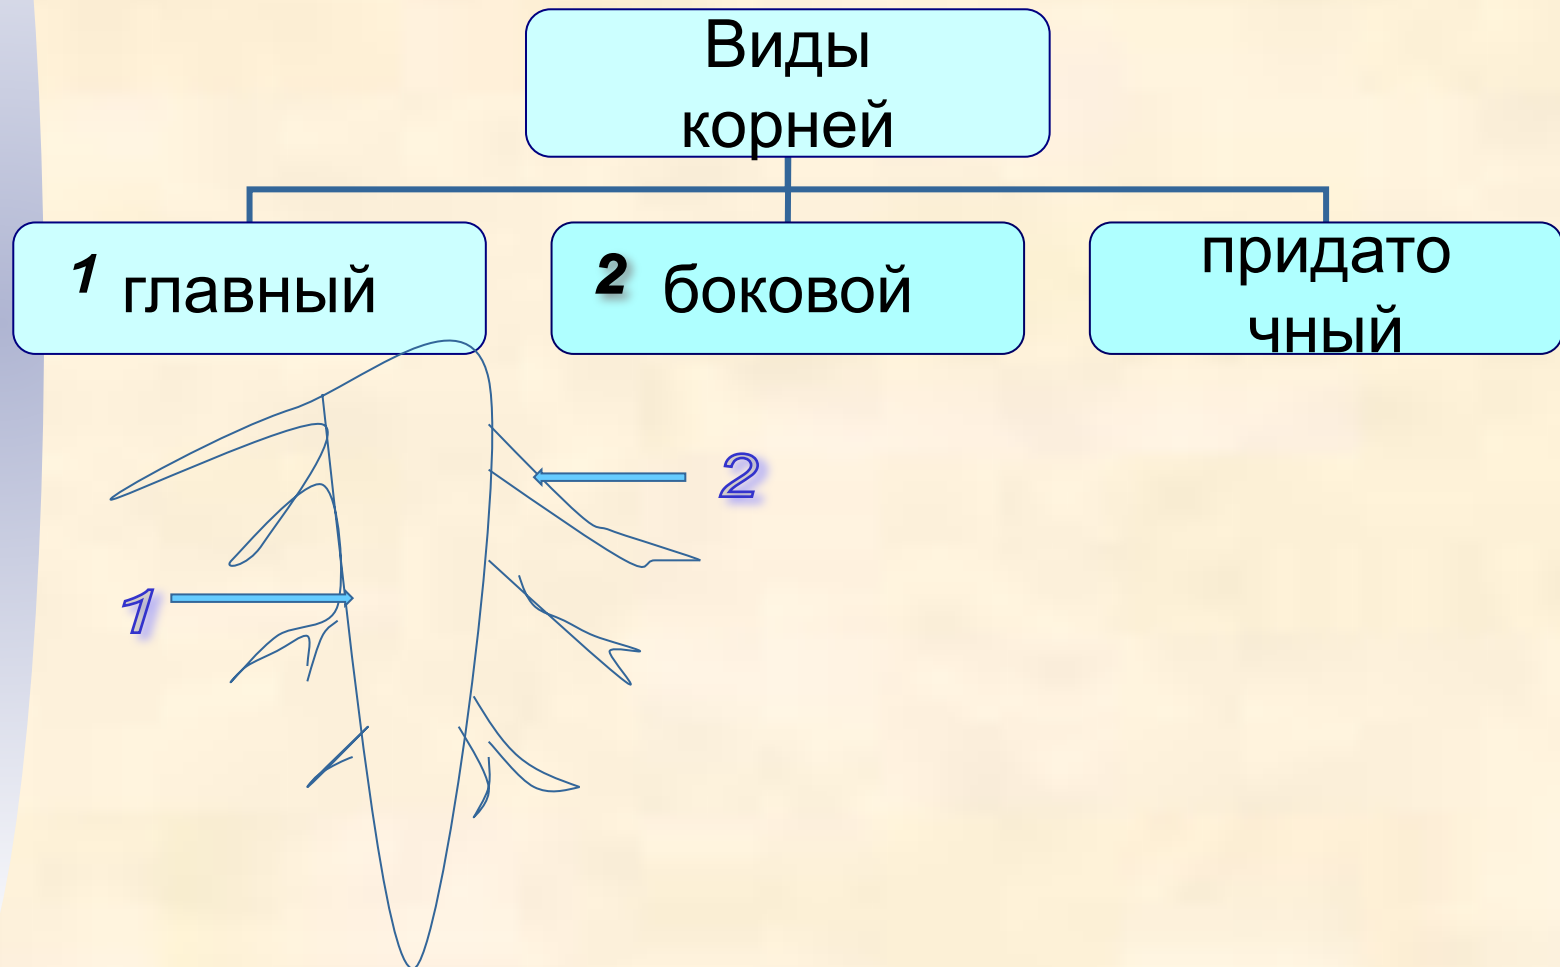 Виды
корней
1 главный
2 боковой
придато
чный
2
1